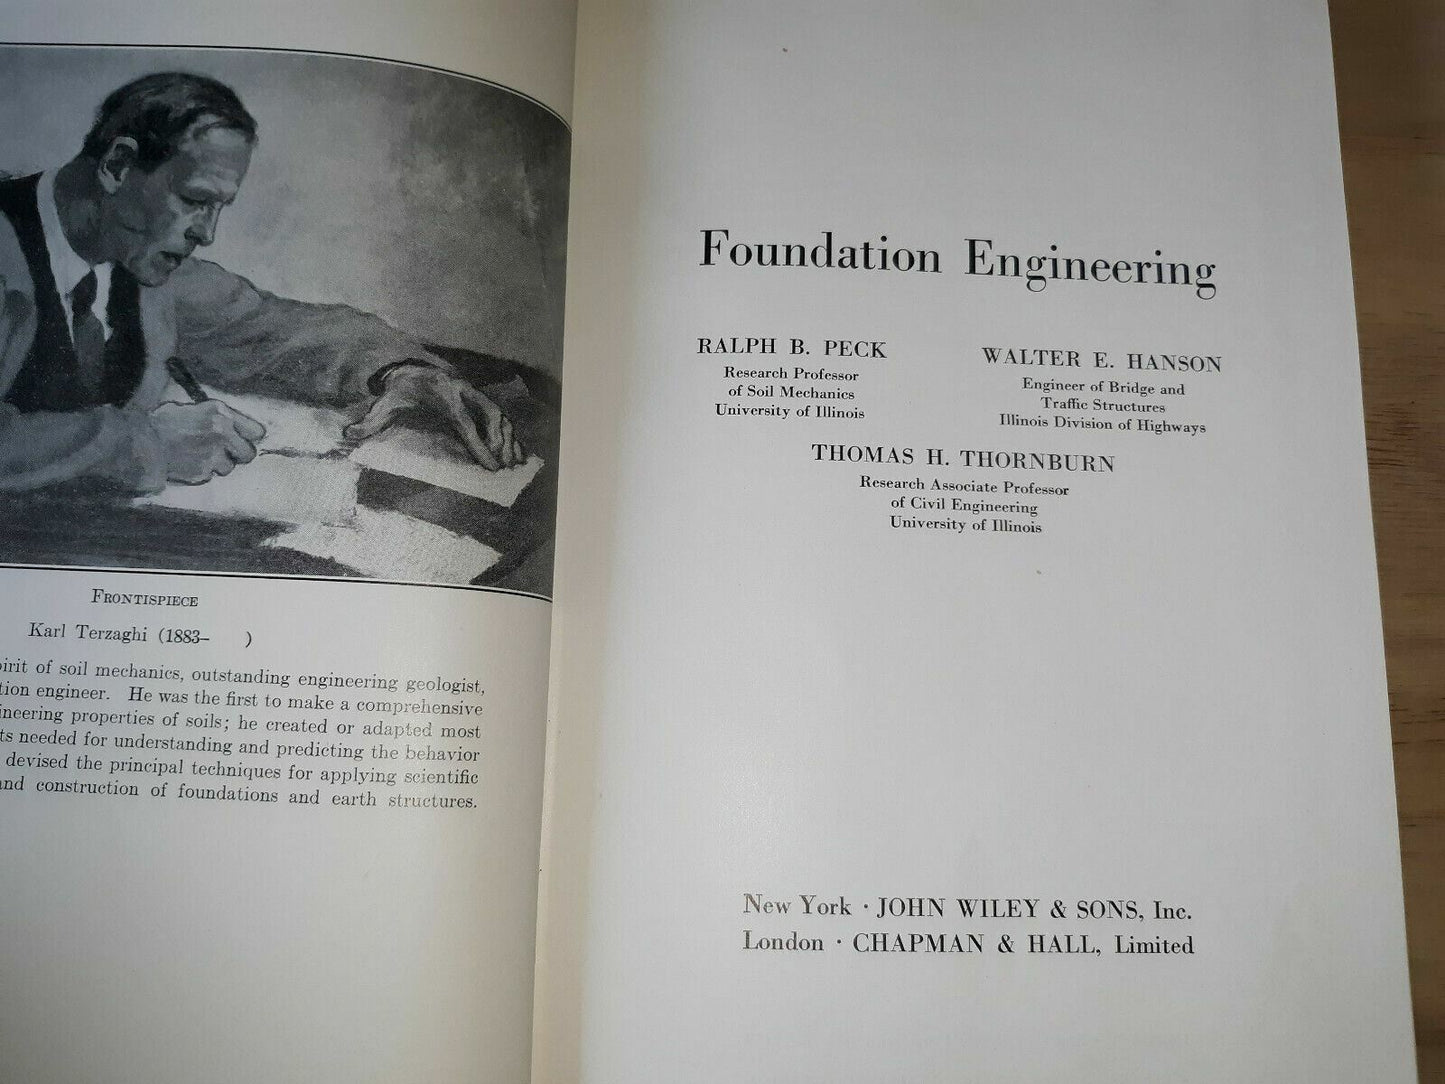 FRONTISPIECE
Karl Terzaghi (1883– )
of soil mechanics, outstanding engineering geologist,
engineer. He was the first to make a comprehensive
properties of soils; he created or adapted most
needed for understanding and predicting the behavior
devised the principal techniques for applying scientific
and construction of foundations and earth structures.
Foundation Engineering
RALPH B. PECK
Research Professor
of Soil Mechanics
University of Illinois
WALTER E. HANSON
Engineer of Bridge and
Traffic Structures
Illinois Division of Highways
THOMAS H. THORNBURN
Research Associate Professor
of Civil Engineering
University of Illinois
New York · JOHN WILEY & SONS, Inc.
London · CHAPMAN & HALL, Limited